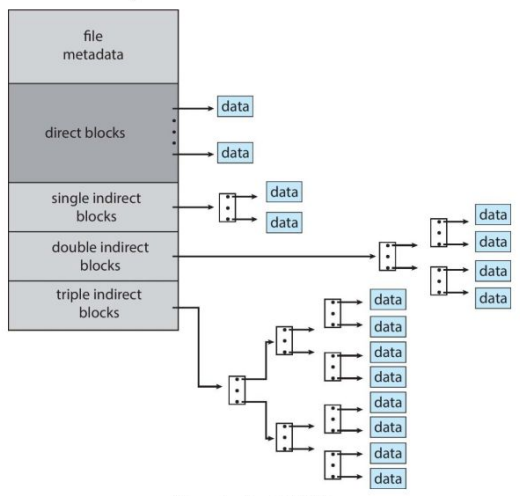 file
metadata
direct blocks
data
data
single indirect
blocks
data
data
double indirect
blocks
data
data
data
data
triple indirect
blocks
data
data
data
data
data
data
data
data